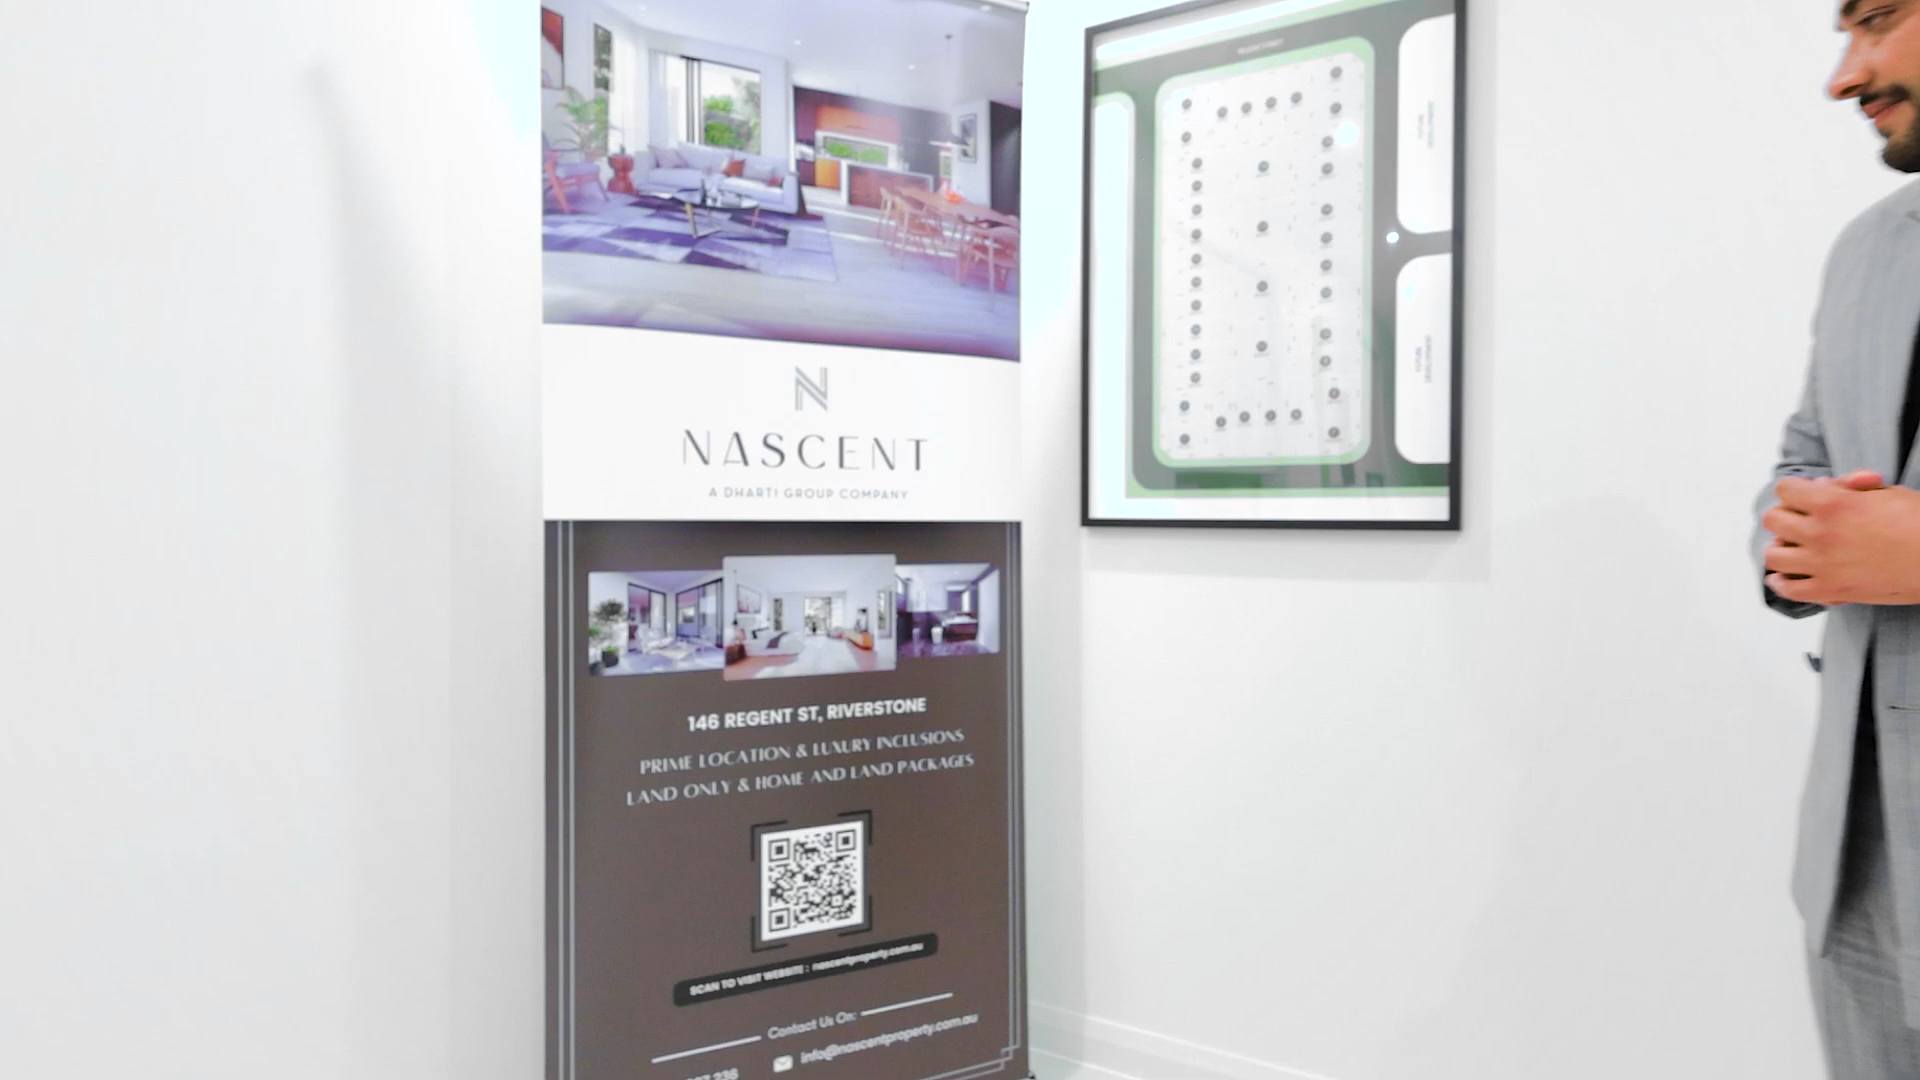 N
NASCENT
A DHARTI GROUP COMPANY
146 REGENT ST, RIVERSTONE
PRIME LOCATION & LUXURY INCLUSIONS
LAND ONLY & HOME AND LAND PACKAGES
SCAN TO VISIT WEBSITE : nascentproperty.com.au
Contact Us On:
info@nascentproperty.com.au